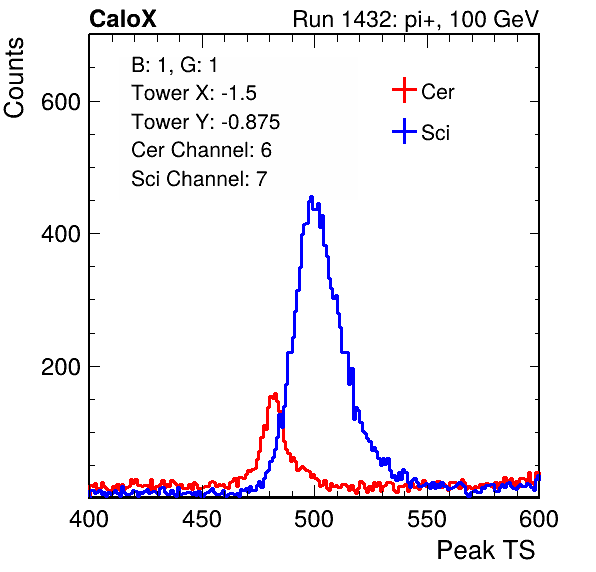 CaloX Run 1432: pi+, 100 GeV
Counts
B: 1, G: 1
Tower X: -1.5
Tower Y: -0.875
Cer Channel: 6
Sci Channel: 7
Cer
Sci
600
400
200
400 450 500 550 600
Peak TS